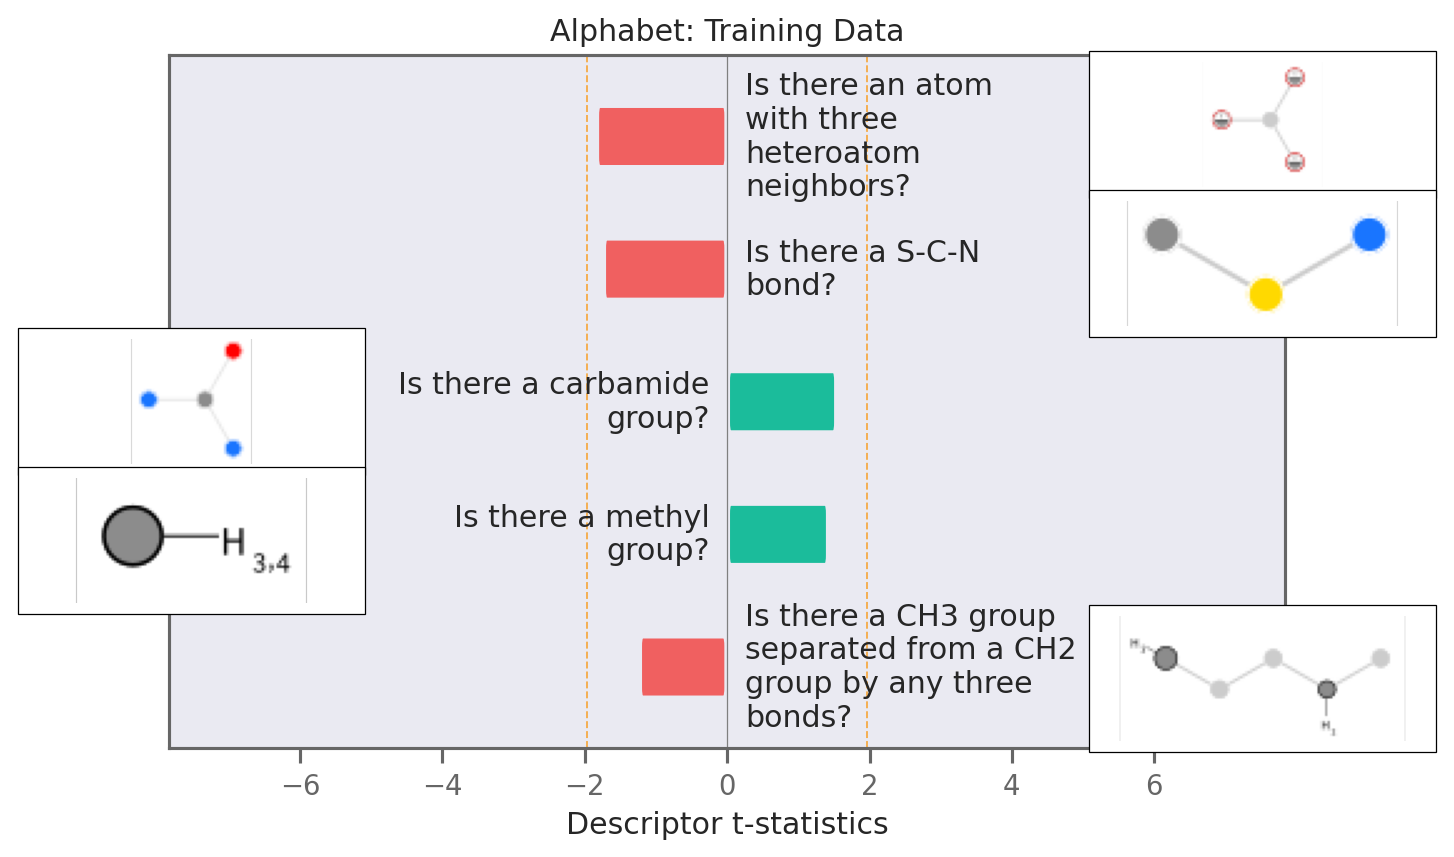 Alphabet: Training Data
Is there an atom
with three
heteroatom
neighbors?
Is there a S-C-N
bond?
Is there a carbamide
group?
Is there a methyl
group?
H 3,4
Is there a CH3 group
separated from a CH2
group by any three
bonds?
H
H
−6 −4 −2 0 2 4 6
Descriptor t-statistics